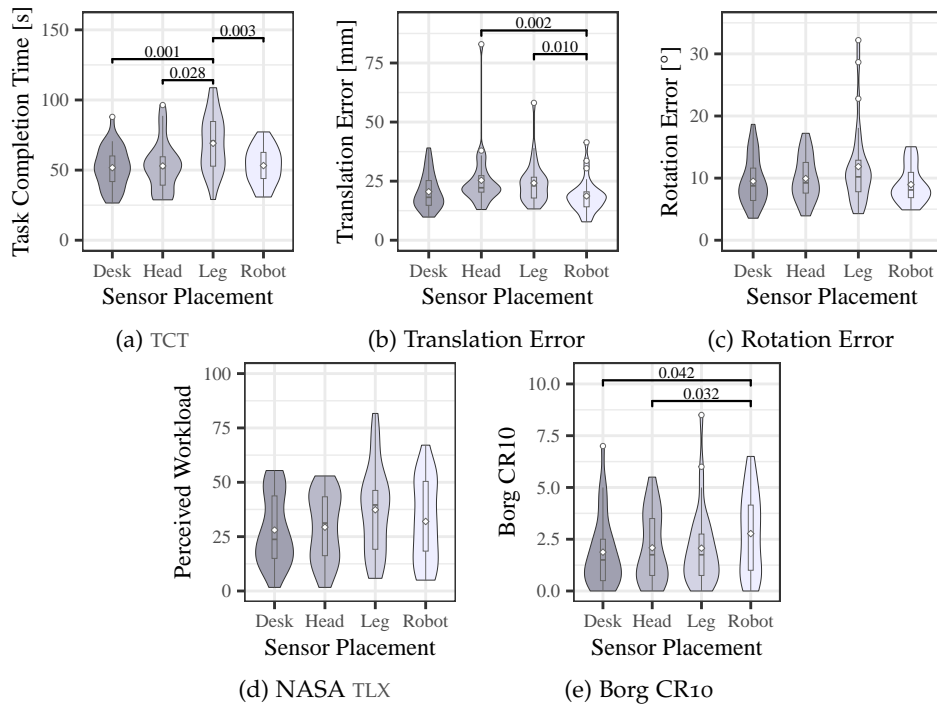 Task Completion Time [s]
150
100
50
0
0.003
0.001
0.028
Desk Head Leg Robot
Sensor Placement
(a) TCT
Translation Error [mm]
75
50
25
0
0.002
0.010
Desk Head Leg Robot
Sensor Placement
(b) Translation Error
Rotation Error [°]
30
20
10
0
Desk Head Leg Robot
Sensor Placement
(c) Rotation Error
Perceived Workload
100
75
50
25
0
Desk Head Leg Robot
Sensor Placement
(d) NASA TLX
Borg CR10
10.0
7.5
5.0
2.5
0.0
0.042
0.032
Desk Head Leg Robot
Sensor Placement
(e) Borg CR10